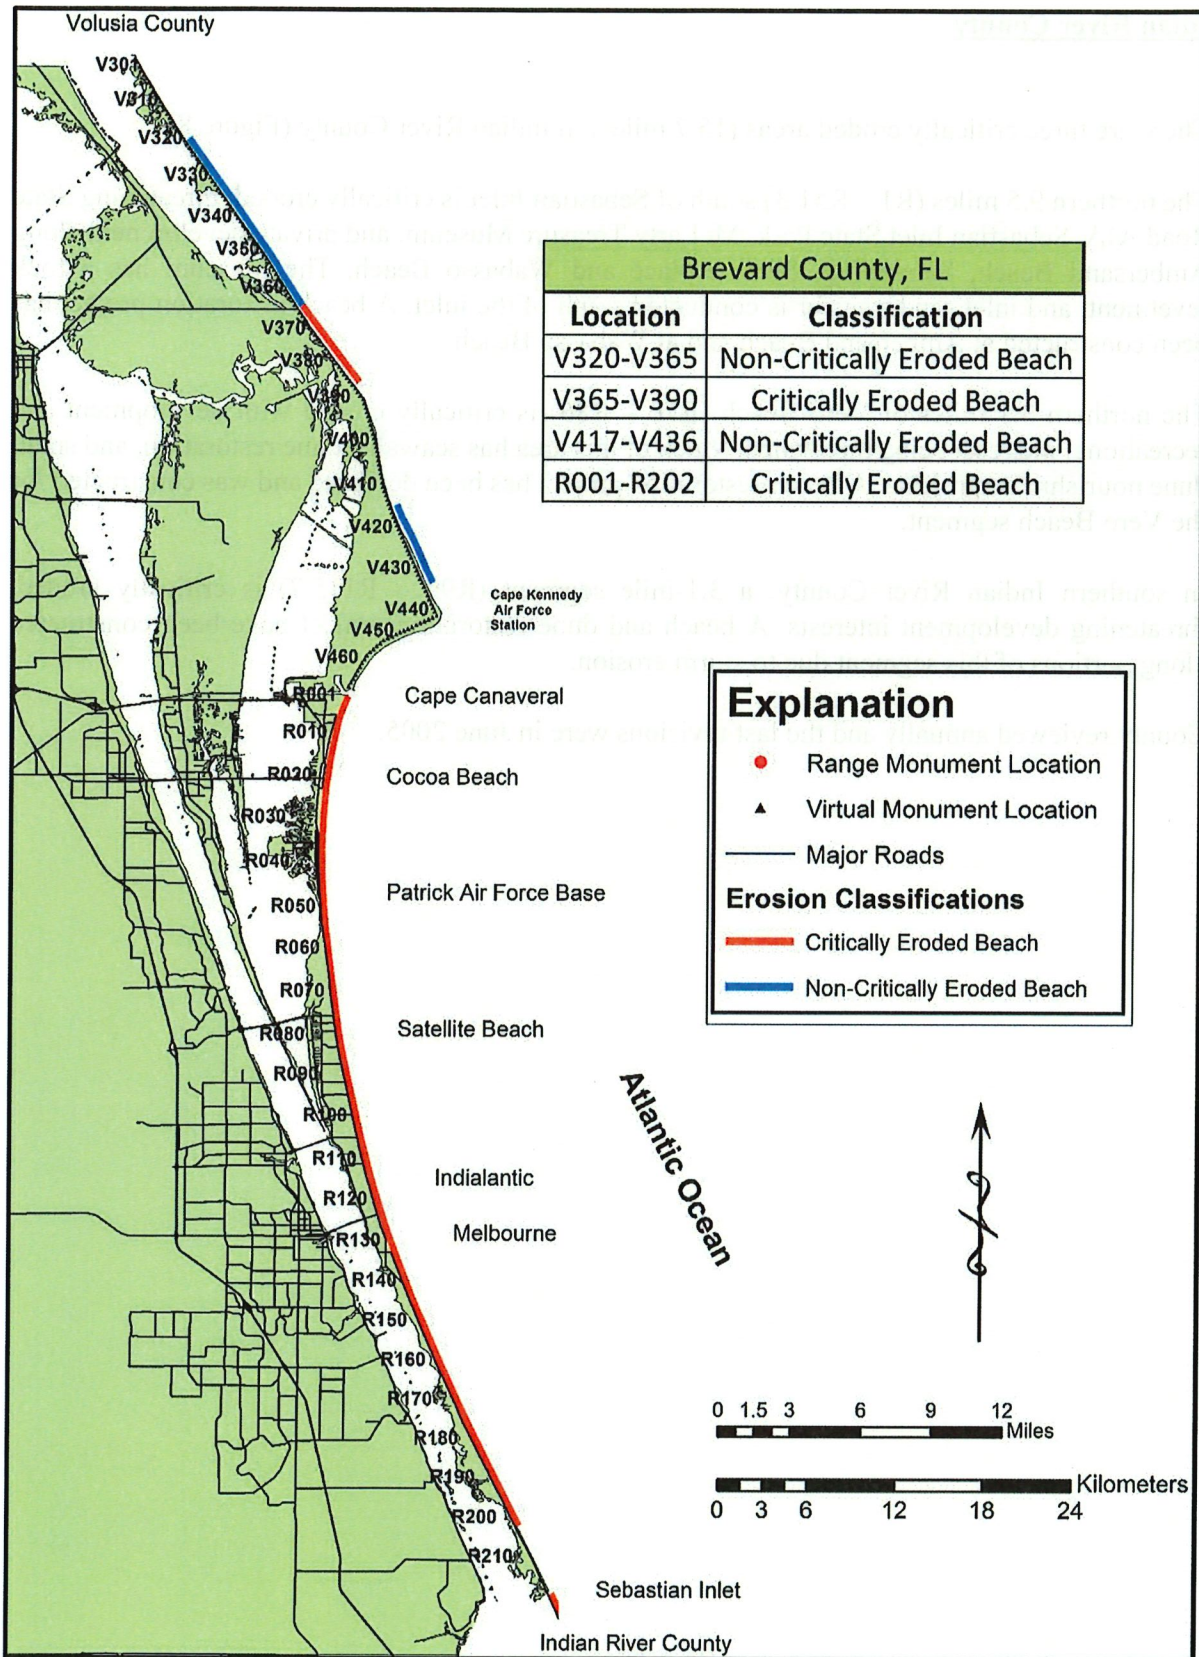 Volusia County
V301
V310
V320
V330
V340
V350
V360
V370
V380
V390
V400
V410
V420
V430
V440
V450
V460
Brevard County, FL
Location Classification
V320-V365 Non-Critically Eroded Beach
V365-V390 Critically Eroded Beach
V417-V436 Non-Critically Eroded Beach
R001-R202 Critically Eroded Beach
Cape Kennedy
Air Force
Station
R001
Cape Canaveral
R010
R020
Cocoa Beach
R030
R040
Patrick Air Force Base
R050
R060
R070
Satellite Beach
R080
R090
R100
R110
Indialantic
R120
Melbourne
R130
R140
R150
R160
R170
R180
R190
R200
R210
Sebastian Inlet
Indian River County
Atlantic Ocean
Explanation
Range Monument Location
Virtual Monument Location
Major Roads
Erosion Classifications
Critically Eroded Beach
Non-Critically Eroded Beach
0 1.5 3 6 9 12
Miles
Kilometers
0 3 6 12 18 24